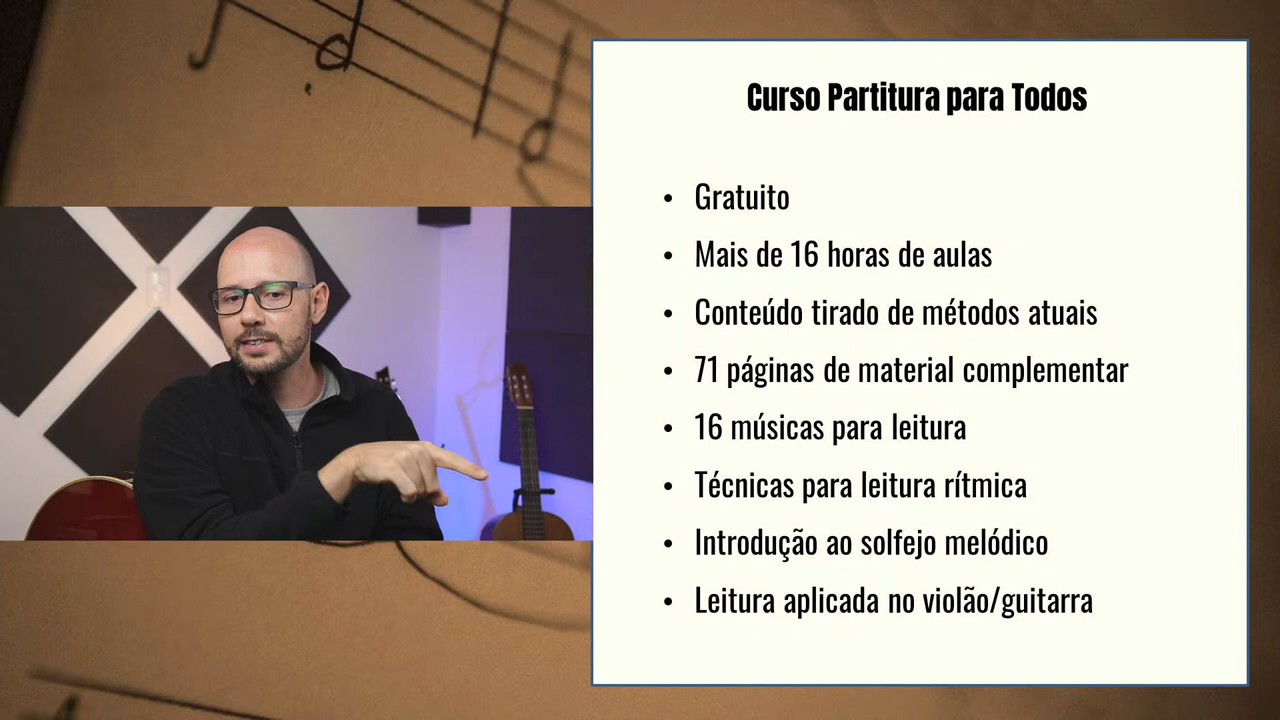 Curso Partitura para Todos
• Gratuito
• Mais de 16 horas de aulas
• Conteúdo tirado de métodos atuais
• 71 páginas de material complementar
• 16 músicas para leitura
• Técnicas para leitura rítmica
• Introdução ao solfejo melódico
• Leitura aplicada no violão/guitarra